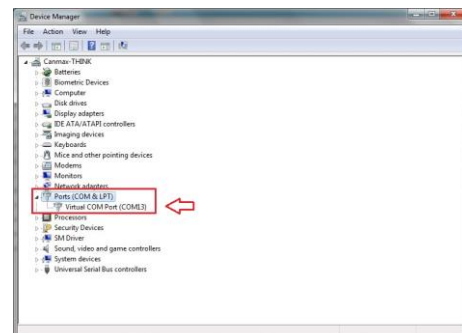 Device Manager
File Action View Help
Canmax-THINK
Batteries
Biometric Devices
Computer
Disk drives
Display adapters
IDE ATA/ATAPI controllers
Imaging devices
Keyboards
Mice and other pointing devices
Modems
Monitors
Network adapters
Ports (COM & LPT)
Virtual COM Port (COM13)
Processors
Security Devices
SM Driver
Sound, video and game controllers
System devices
Universal Serial Bus controllers